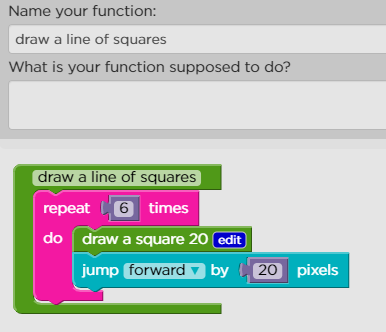 Name your function:
draw a line of squares
What is your function supposed to do?
draw a line of squares
repeat 6 times
do draw a square 20 edit
jump forward ▼ by 20 pixels